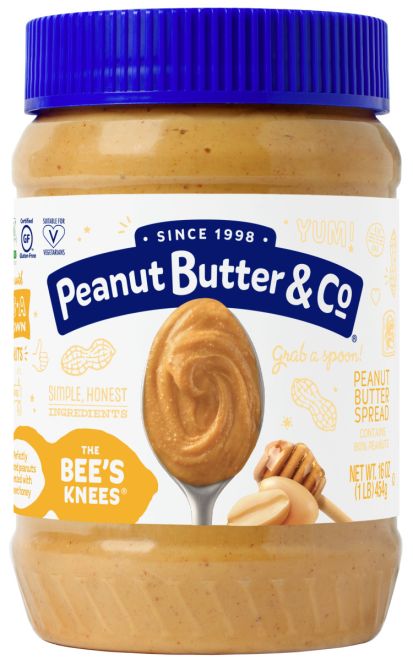 SINCE 1998
Peanut Butter & Co
®
Certified
GF
Gluten-Free
SUITABLE FOR
VEGETARIANS
YUM!
Grab a spoon!
SIMPLE, HONEST
INGREDIENTS
PEANUT
BUTTER
SPREAD
CONTAINS
90% PEANUTS
THE
BEE'S
KNEES®
NET WT. 16 OZ
(1 LB) 454g